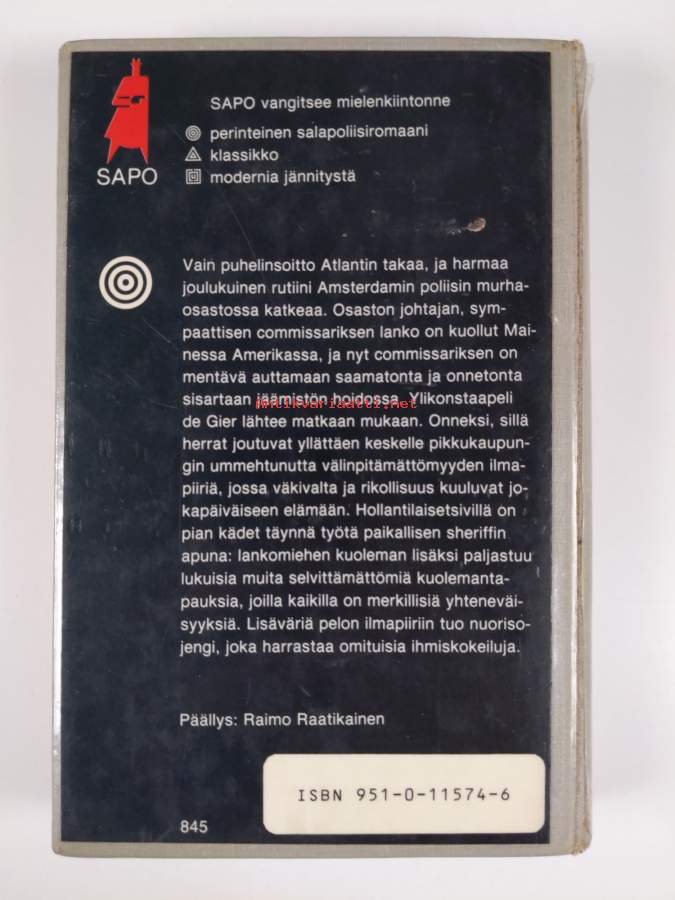 SAPO
SAPO vangitsee mielenkiintonne
perinteinen salapoliisiromaani
klassikko
modernia jännitystä
Vain puhelinsoitto Atlantin takaa, ja harmaa
joulukuinen rutiini Amsterdamin poliisin murha-
osastossa katkeaa. Osaston johtajan, sym-
paattisen commissariksen lanko on kuollut Mai-
nessa Amerikassa, ja nyt commissariksen on
mentävä auttamaan saamatonta ja onnetonta
sisartaan jäämistön hoidossa. Ylikonstaapeli
antikvariaatti.net
de Gier lähtee matkaan mukaan. Onneksi, sillä
herrat joutuvat yllättäen keskelle pikkukaupun-
gin ummehtunutta välinpitämättömyyden ilma-
piiriä, jossa väkivalta ja rikollisuus kuuluvat jo-
kapäiväiseen elämään. Hollantilaisetsivillä on
pian kädet täynnä työtä paikallisen sheriffin
apuna: lankomiehen kuoleman lisäksi paljastuu
lukuisia muita selvittämättömiä kuolemanta-
pauksia, joilla kaikilla on merkillisiä yhteneväi-
syyksiä. Lisäväriä pelon ilmapiiriin tuo nuoriso-
jengi, joka harrastaa omituisia ihmiskokeiluja.
Päällys: Raimo Raatikainen
ISBN 951-0-11574-6
845